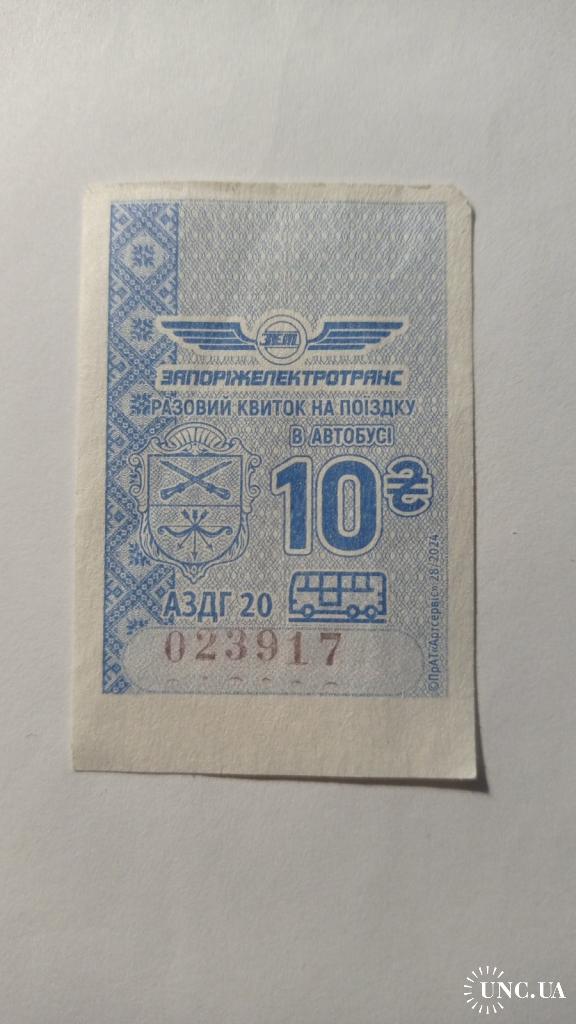 ЗЕТ
ЗАПОРІЖЕЛЕКТРОТРАНС
РАЗОВИЙ КВИТОК НА ПОЇЗДКУ
В АВТОБУСІ
10₴
АЗДГ 20
023917
©ПрАТ«Артсервіс» 28/2024
UNC.UA